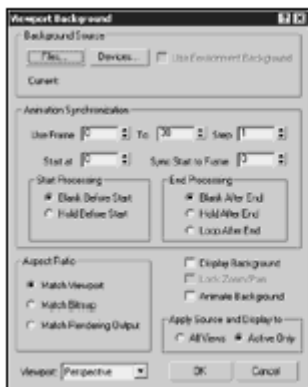 Viewport Background
Background Source
Files... Devices... Use Environment Background
Current:
Animation Synchronization
Use Frame 0 To 30 Step 1
Start at 0 Sync Start to Frame 0
Start Processing End Processing
Blank Before Start Blank After End
Hold Before Start Hold After End
Loop After End
Aspect Ratio Display Background
Match Viewport Lock Zoom/Pan
Match Bitmap Animate Background
Match Rendering Output Apply Source and Display to
All Views Active Only
Viewport: Perspective OK Cancel